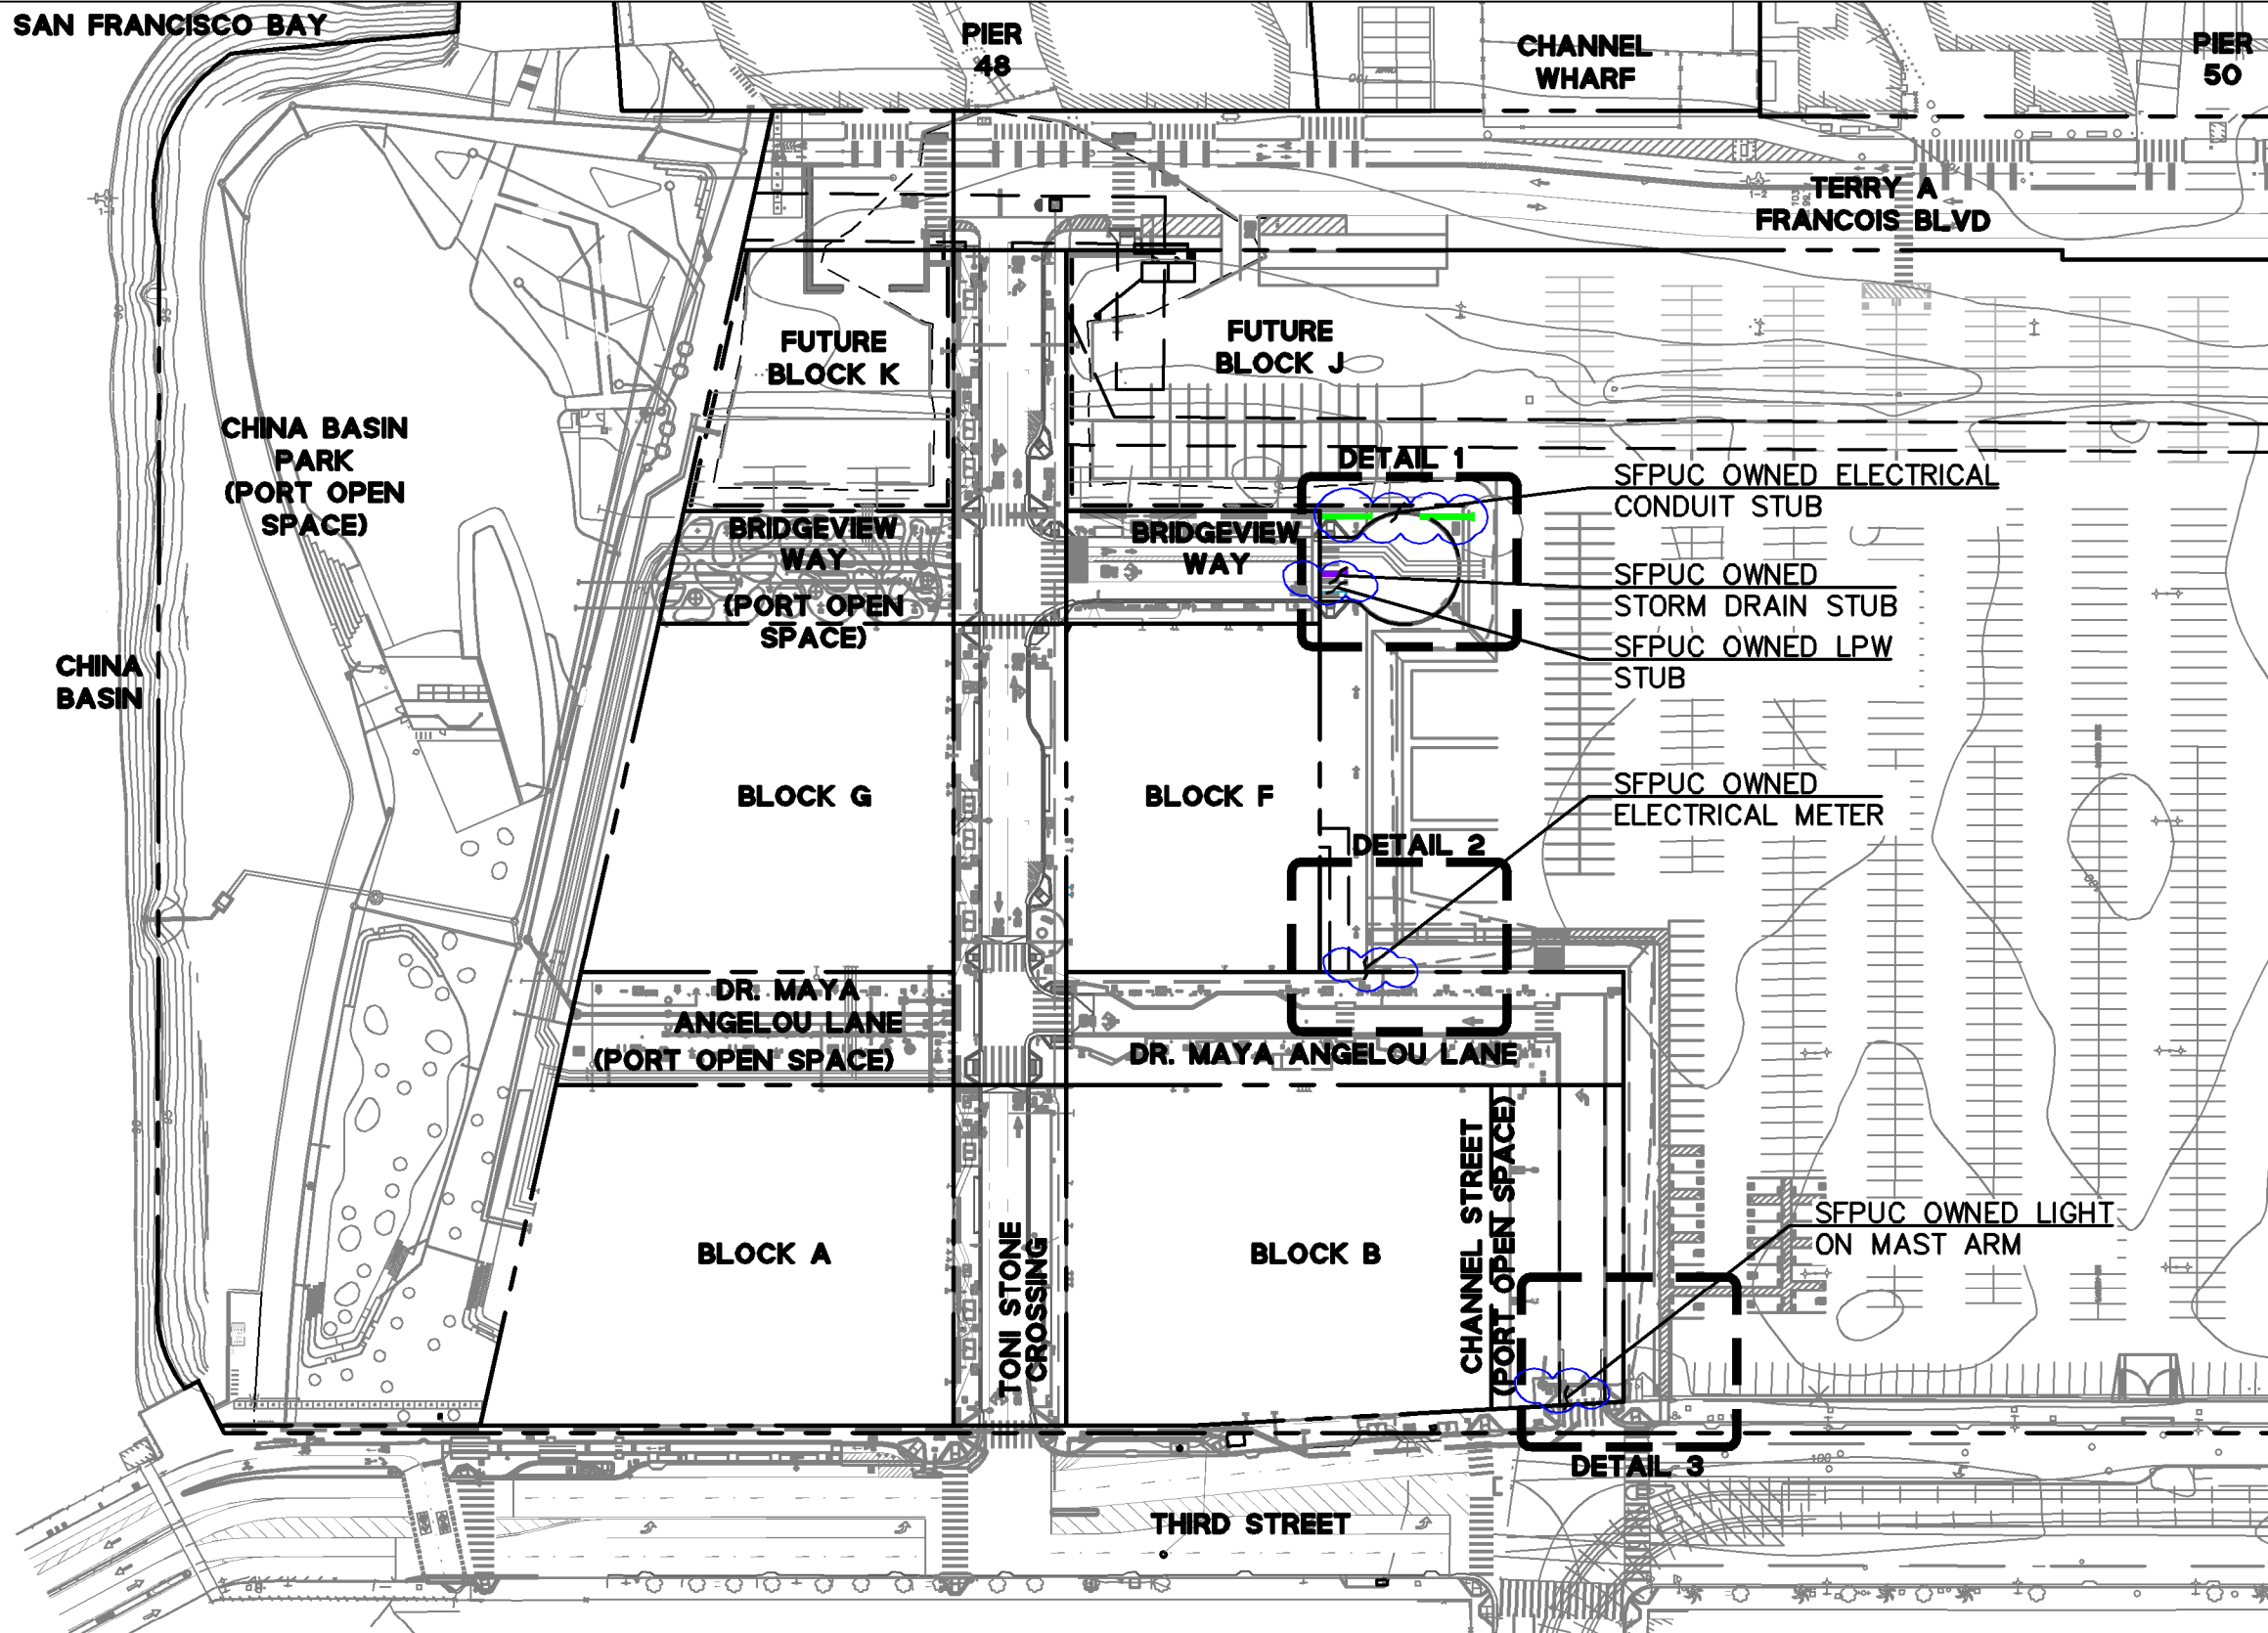 SAN FRANCISCO BAY
PIER
48
CHANNEL
WHARF
PIER
50
TERRY A
FRANCOIS BLVD
FUTURE
BLOCK K
FUTURE
BLOCK J
CHINA BASIN
PARK
(PORT OPEN
SPACE)
DETAIL 1
SFPUC OWNED ELECTRICAL
CONDUIT STUB
BRIDGEVIEW
WAY
(PORT OPEN
SPACE)
BRIDGEVIEW
WAY
SFPUC OWNED
STORM DRAIN STUB
SFPUC OWNED LPW
STUB
CHINA
BASIN
BLOCK G
BLOCK F
SFPUC OWNED
ELECTRICAL METER
DETAIL 2
DR. MAYA
ANGELOU LANE
(PORT OPEN SPACE)
DR. MAYA ANGELOU LANE
BLOCK A
TONI STONE
CROSSING
BLOCK B
CHANNEL STREET
(PORT OPEN SPACE)
SFPUC OWNED LIGHT
ON MAST ARM
DETAIL 3
THIRD STREET